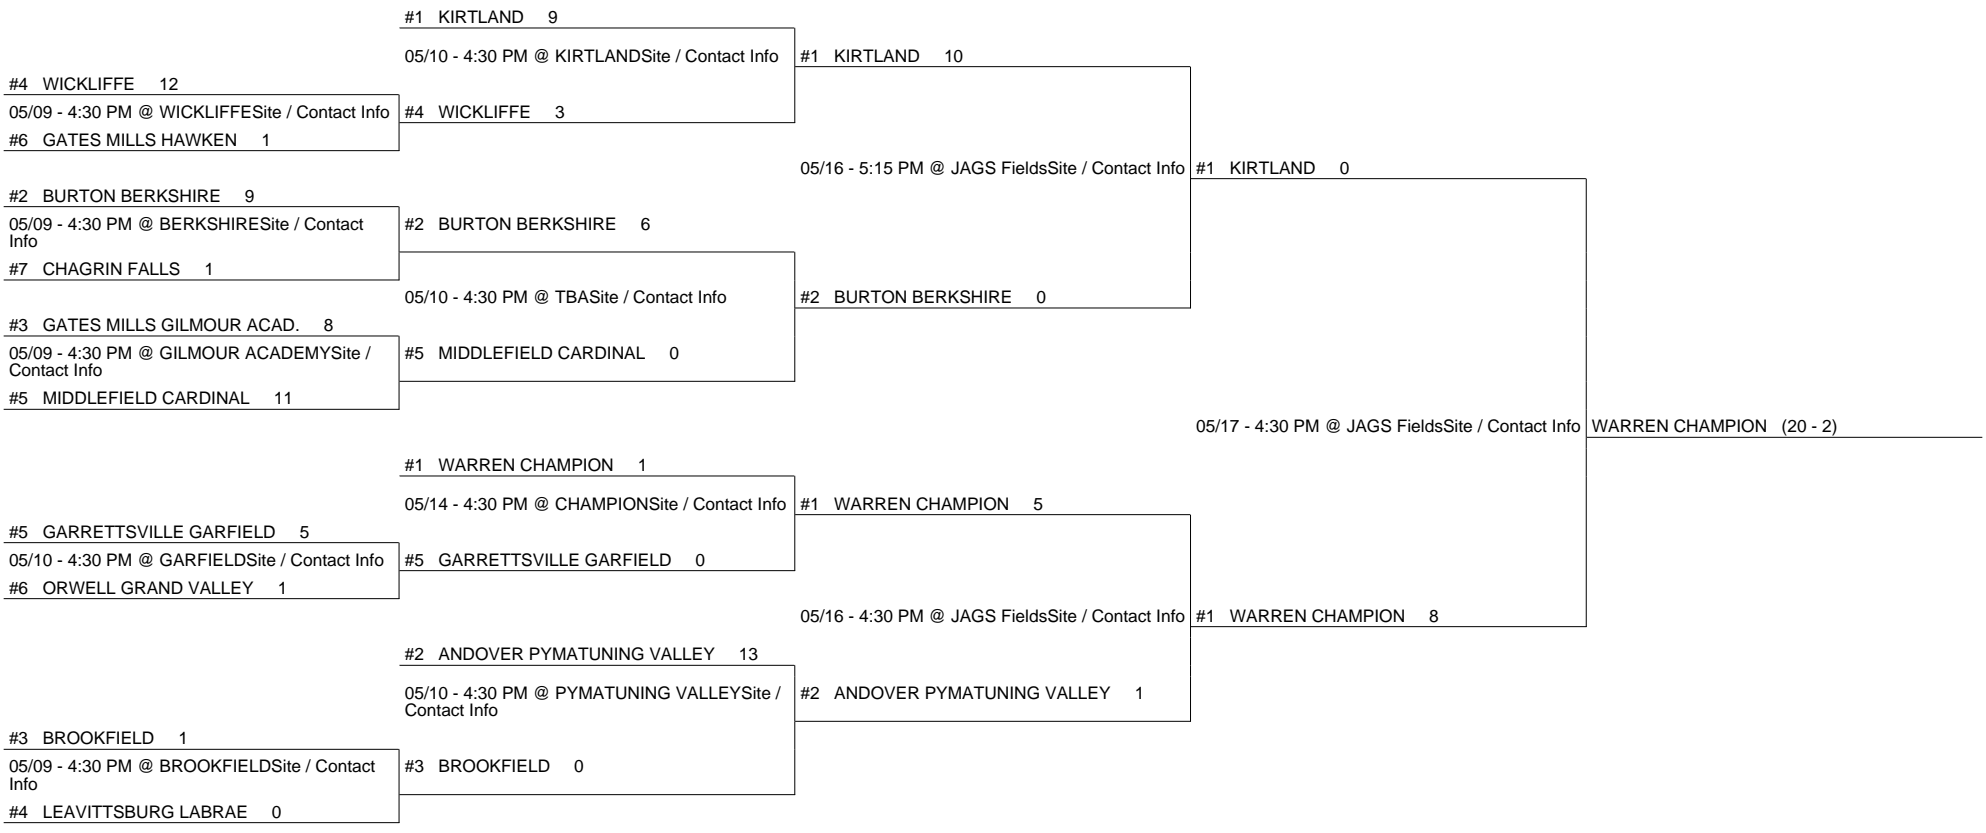 #1 KIRTLAND 9
05/10 - 4:30 PM @ KIRTLANDSite / Contact Info
#1 KIRTLAND 10
#4 WICKLIFFE 12
05/09 - 4:30 PM @ WICKLIFFESite / Contact Info
#4 WICKLIFFE 3
#6 GATES MILLS HAWKEN 1
05/16 - 5:15 PM @ JAGS FieldsSite / Contact Info
#1 KIRTLAND 0
#2 BURTON BERKSHIRE 9
05/09 - 4:30 PM @ BERKSHIRESite / Contact
Info
#2 BURTON BERKSHIRE 6
#7 CHAGRIN FALLS 1
05/10 - 4:30 PM @ TBASite / Contact Info
#2 BURTON BERKSHIRE 0
#3 GATES MILLS GILMOUR ACAD. 8
05/09 - 4:30 PM @ GILMOUR ACADEMYSite /
Contact Info
#5 MIDDLEFIELD CARDINAL 0
#5 MIDDLEFIELD CARDINAL 11
05/17 - 4:30 PM @ JAGS FieldsSite / Contact Info
WARREN CHAMPION (20 - 2)
#1 WARREN CHAMPION 1
05/14 - 4:30 PM @ CHAMPIONSite / Contact Info
#1 WARREN CHAMPION 5
#5 GARRETTSVILLE GARFIELD 5
05/10 - 4:30 PM @ GARFIELDSite / Contact Info
#5 GARRETTSVILLE GARFIELD 0
#6 ORWELL GRAND VALLEY 1
05/16 - 4:30 PM @ JAGS FieldsSite / Contact Info
#1 WARREN CHAMPION 8
#2 ANDOVER PYMATUNING VALLEY 13
05/10 - 4:30 PM @ PYMATUNING VALLEYSite /
Contact Info
#2 ANDOVER PYMATUNING VALLEY 1
#3 BROOKFIELD 1
05/09 - 4:30 PM @ BROOKFIELDSite / Contact
Info
#3 BROOKFIELD 0
#4 LEAVITTSBURG LABRAE 0